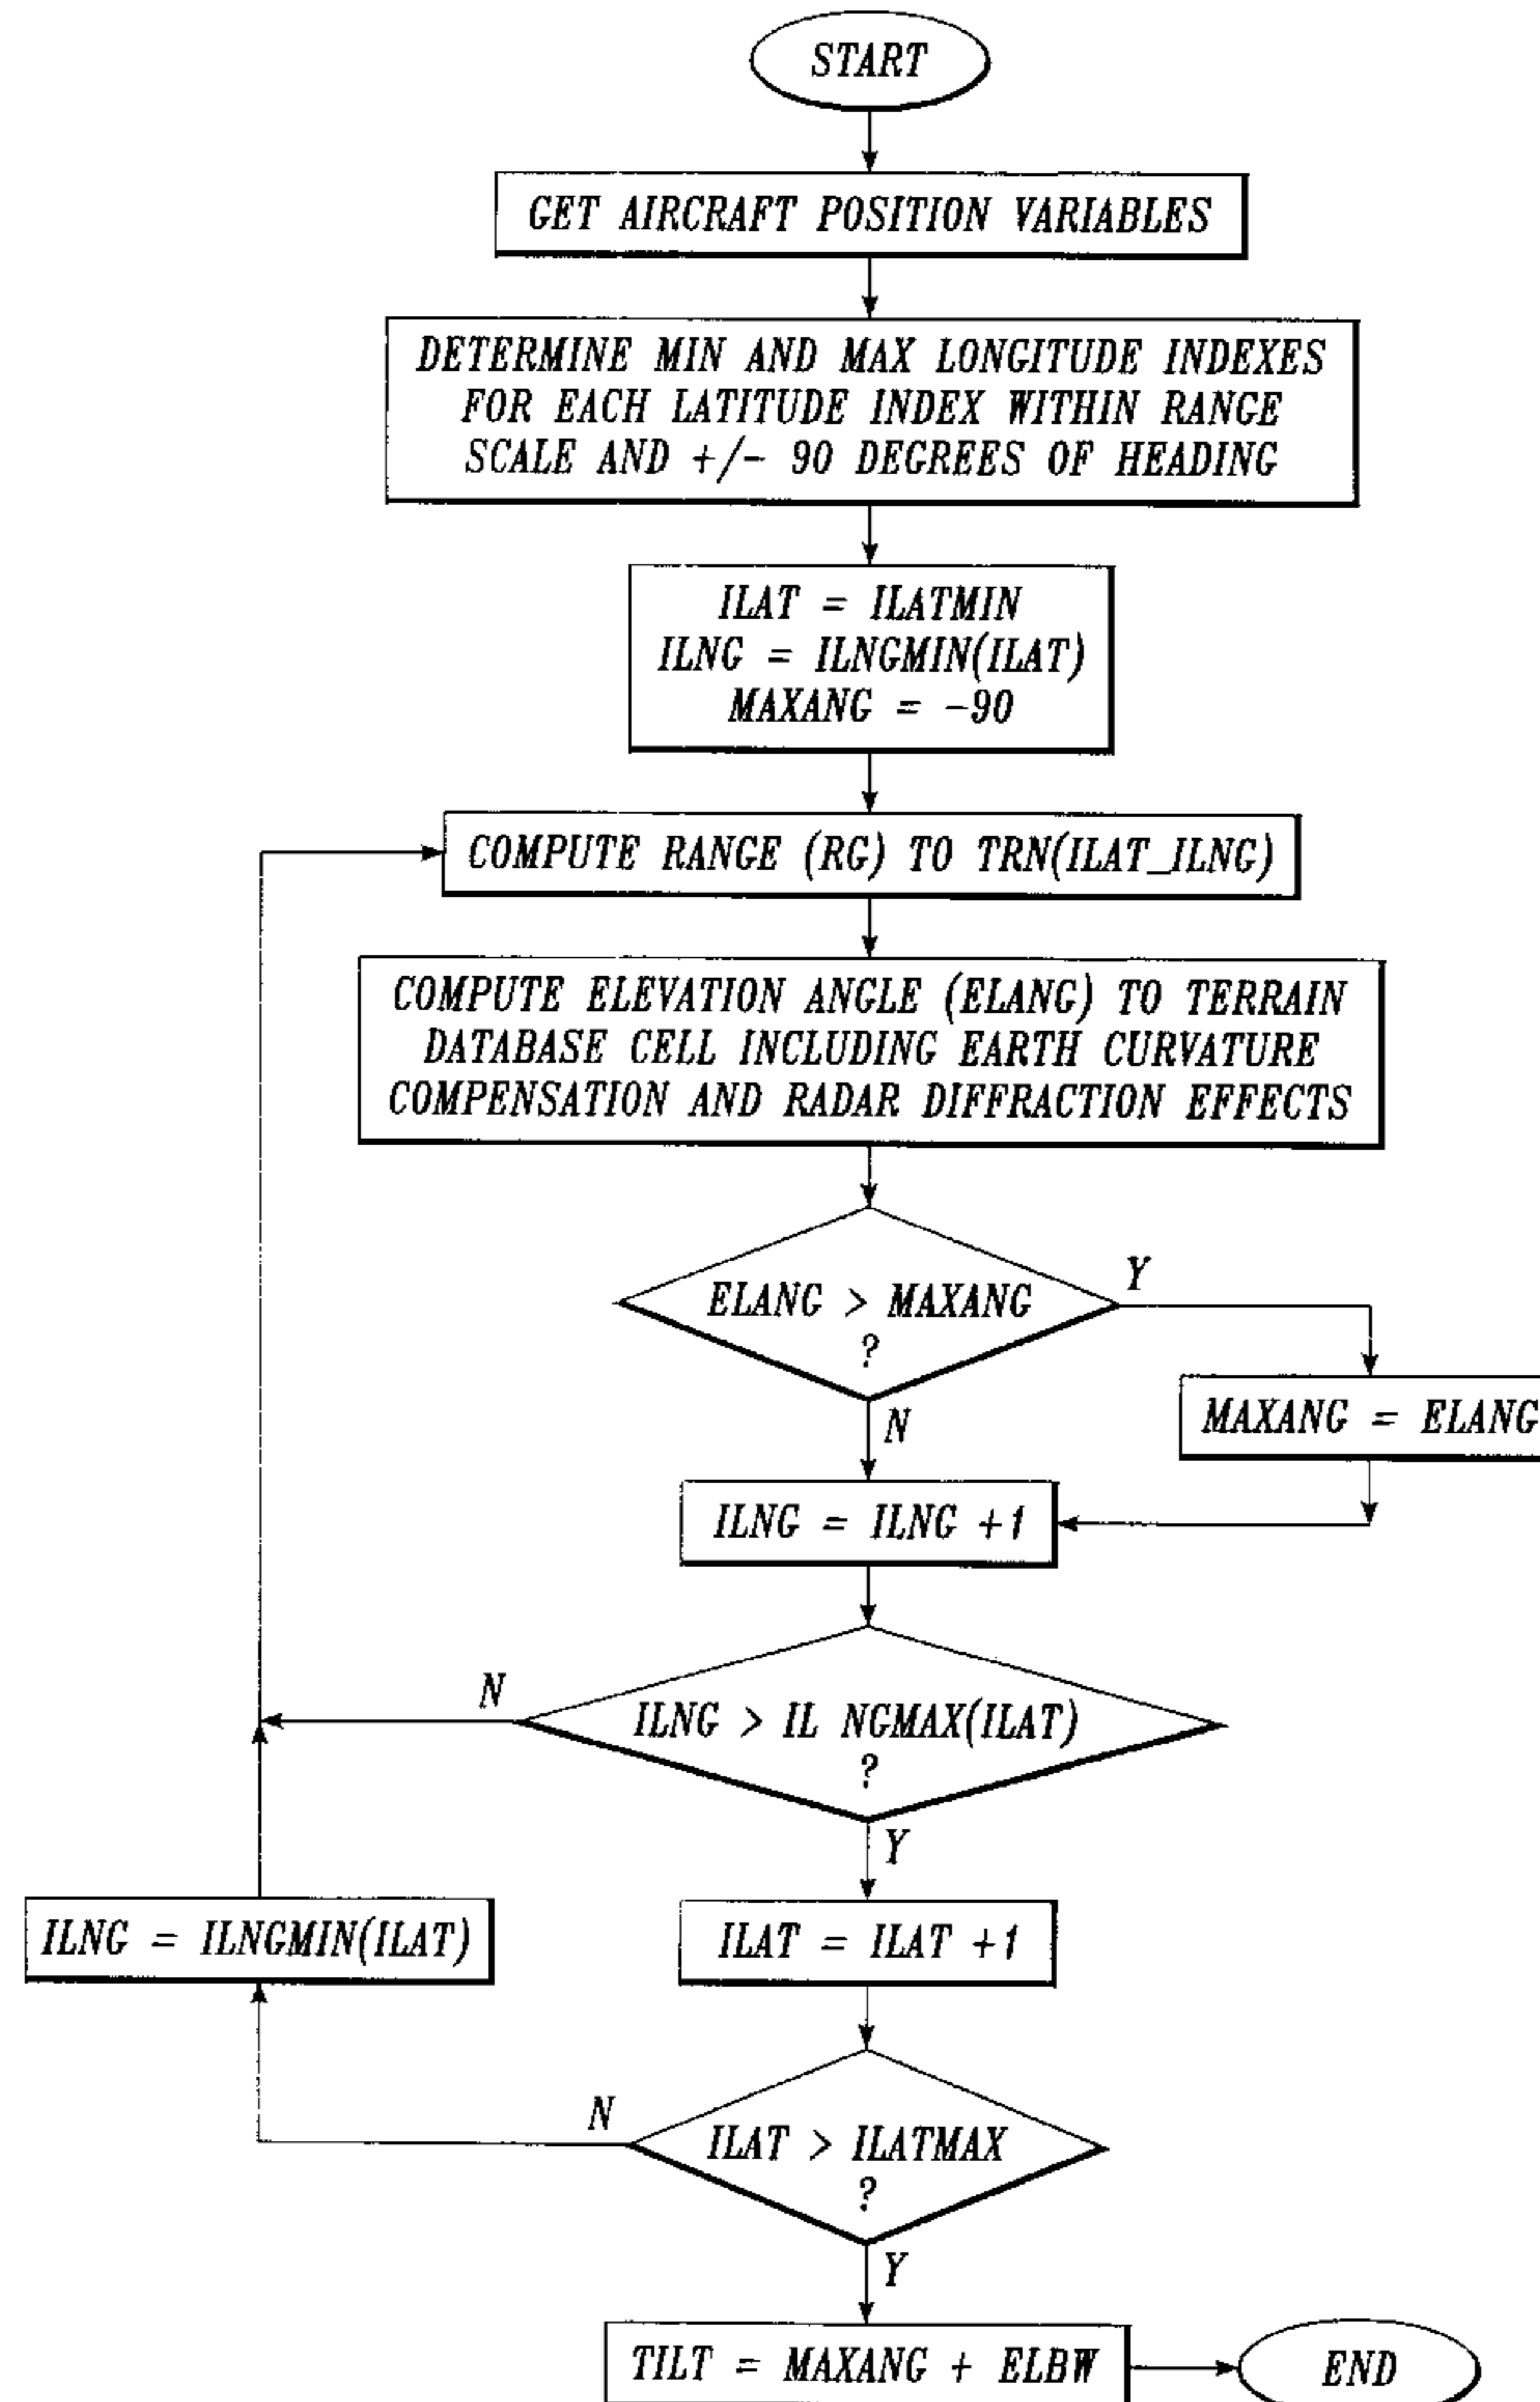 START
GET AIRCRAFT POSITION VARIABLES
DETERMINE MIN AND MAX LONGITUDE INDEXES
FOR EACH LATITUDE INDEX WITHIN RANGE
SCALE AND +/- 90 DEGREES OF HEADING
ILAT = ILATMIN
ILNG = ILNGMIN(ILAT)
MAXANG = -90
COMPUTE RANGE (RG) TO TRN(ILAT_ILNG)
COMPUTE ELEVATION ANGLE (ELANG) TO TERRAIN
DATABASE CELL INCLUDING EARTH CURVATURE
COMPENSATION AND RADAR DIFFRACTION EFFECTS
ELANG > MAXANG
?
Y
N
MAXANG = ELANG
ILNG = ILNG +1
N
ILNG > IL NGMAX(ILAT)
?
Y
ILNG = ILNGMIN(ILAT)
ILAT = ILAT +1
N
ILAT > ILATMAX
?
Y
TILT = MAXANG + ELBW
END